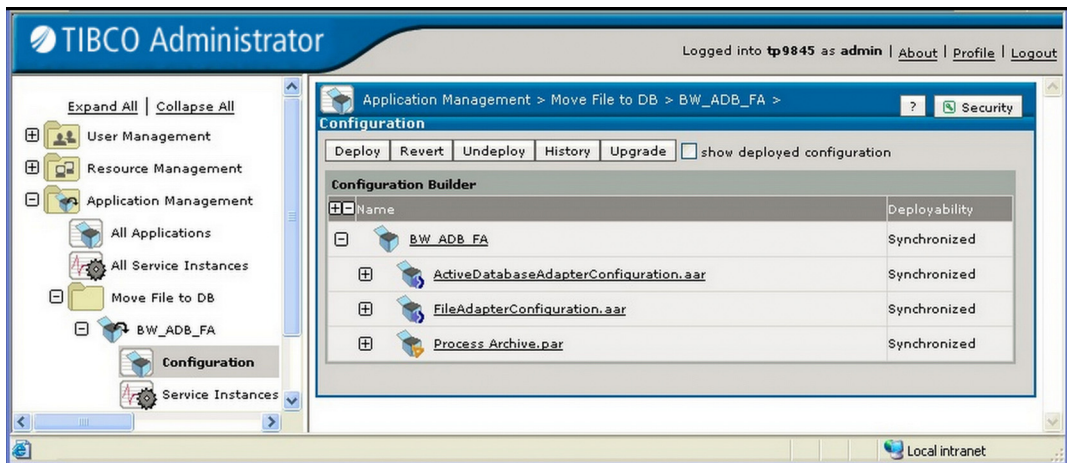 TIBCO Administrator
Logged into tp9845 as admin | About | Profile | Logout
Expand All | Collapse All
User Management
Resource Management
Application Management
All Applications
All Service Instances
Move File to DB
BW_ADB_FA
Configuration
Service Instances
Application Management > Move File to DB > BW_ADB_FA >
? Security
Configuration
Deploy Revert Undeploy History Upgrade show deployed configuration
Configuration Builder
Name Deployability
BW_ADB_FA Synchronized
ActiveDatabaseAdapterConfiguration.aar Synchronized
FileAdapterConfiguration.aar Synchronized
Process Archive.par Synchronized
Local intranet